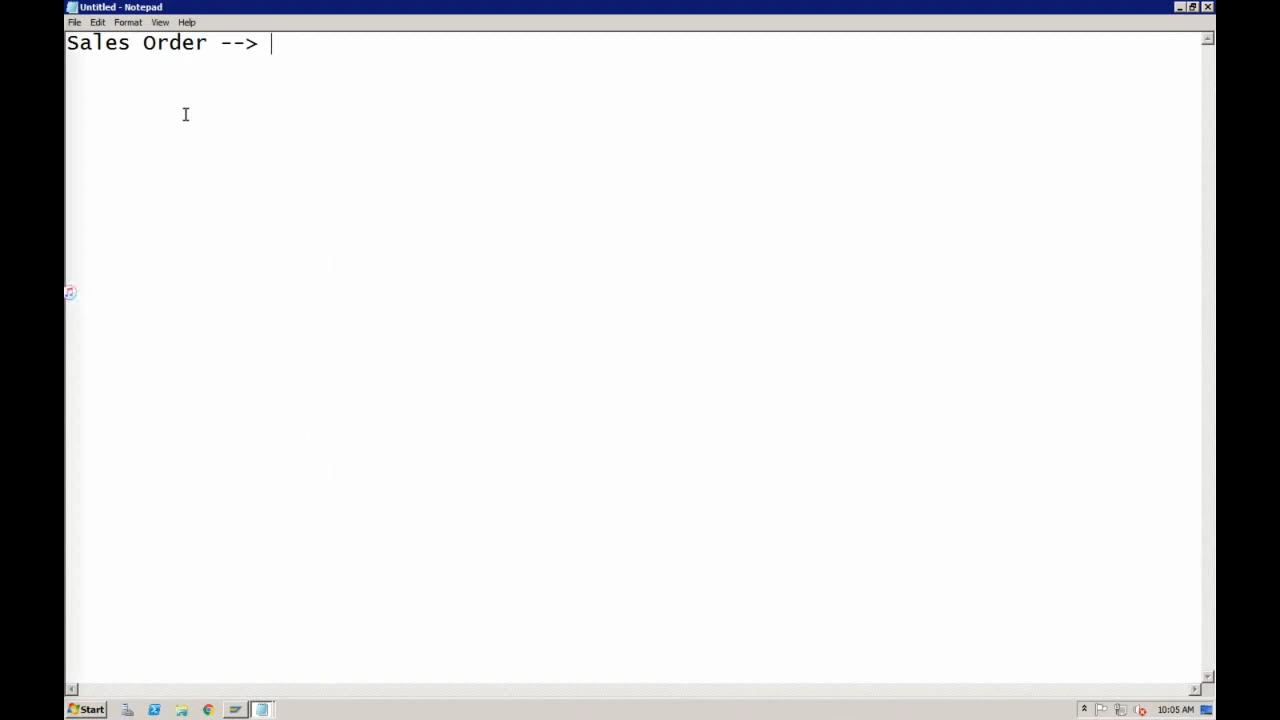 Untitled - Notepad
File Edit Format View Help
Sales Order -->
Start
10:05 AM